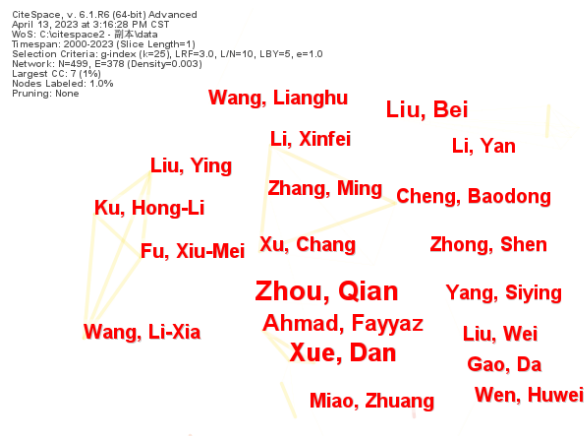 CiteSpace, v. 6.1.R6 (64-bit) Advanced
April 13, 2023 at 3:16:28 PM CST
WoS: C:\citespace2 - 副本\data
Timespan: 2000-2023 (Slice Length=1)
Selection Criteria: g-index (k=25), LRF=3.0, L/N=10, LBY=5, e=1.0
Network: N=499, E=378 (Density=0.003)
Largest CC: 7 (1%)
Nodes Labeled: 1.0%
Pruning: None
Wang, Lianghu
Liu, Bei
Li, Xinfei
Li, Yan
Liu, Ying
Zhang, Ming
Cheng, Baodong
Ku, Hong-Li
Fu, Xiu-Mei
Xu, Chang
Zhong, Shen
Zhou, Qian
Yang, Siying
Ahmad, Fayyaz
Wang, Li-Xia
Liu, Wei
Xue, Dan
Gao, Da
Miao, Zhuang
Wen, Huwei